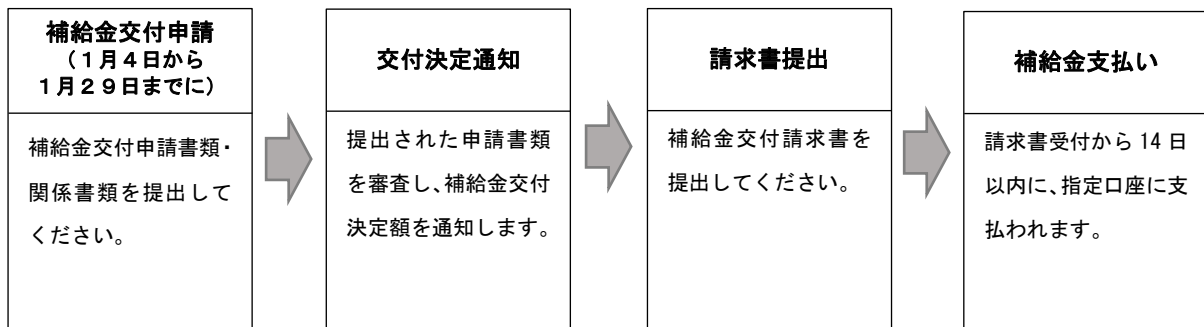 補給金交付申請
（１月４日から
１月２９日までに）
補給金交付申請書類・
関係書類を提出して
ください。
交付決定通知
提出された申請書類
を審査し、補給金交付
決定額を通知します。
請求書提出
補給金交付請求書を
提出してください。
補給金支払い
請求書受付から 14 日
以内に、指定口座に支
払われます。